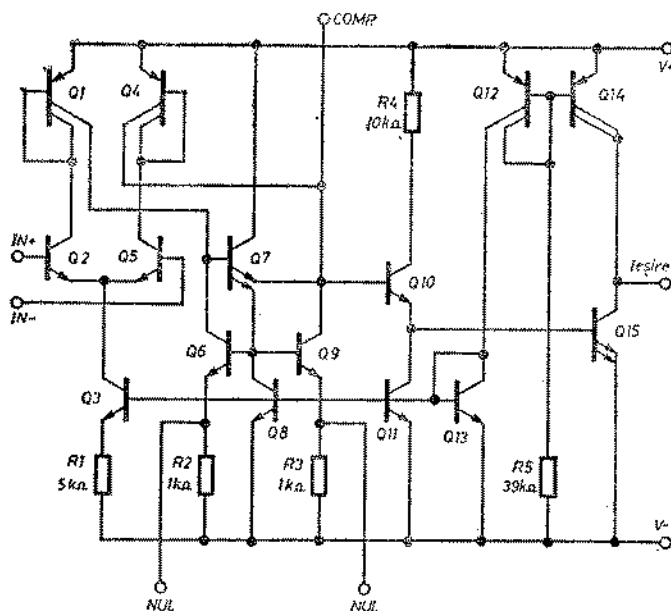 COMP.
V+
Q1
Q4
Q12
Q14
R4
10kΩ
IN+
Q2
Q5
Q7
Q10
Ieşire
IN-
Q6
Q9
Q15
Q3
Q8
Q11
Q13
R1
5kΩ
R2
1kΩ
R3
1kΩ
R5
39kΩ
V-
NUL
NUL